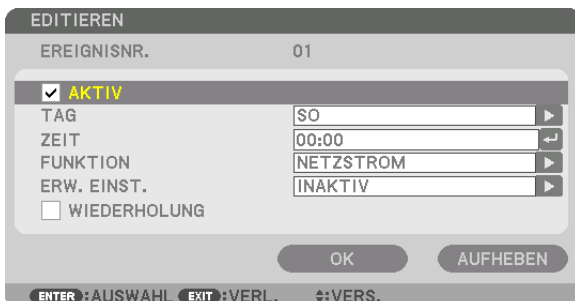 EDITIEREN
EREIGNISNR. 01
AKTIV
TAG SO
ZEIT 00:00
FUNKTION NETZSTROM
ERW. EINST. INAKTIV
WIEDERHOLUNG
OK AUFHEBEN
ENTER :AUSWAHL EXIT :VERL. :VERS.